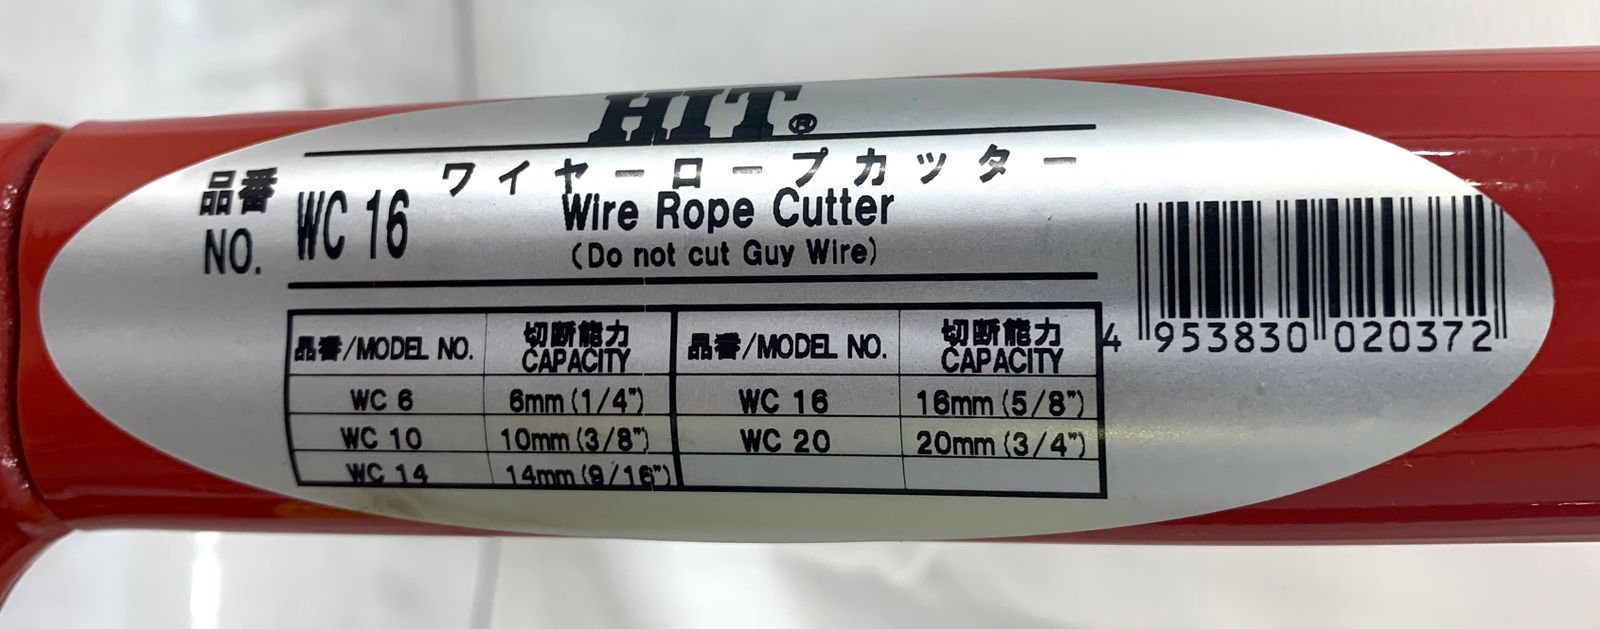 HIT®
ワイヤーロープカッター
品番 NO. WC 16
Wire Rope Cutter
(Do not cut Guy Wire)
品番/MODEL NO. 切断能力 CAPACITY 品番/MODEL NO. 切断能力 CAPACITY
WC 6 6mm (1/4") WC 16 16mm (5/8")
WC 10 10mm (3/8") WC 20 20mm (3/4")
WC 14 14mm (9/16")
4 953830 020372